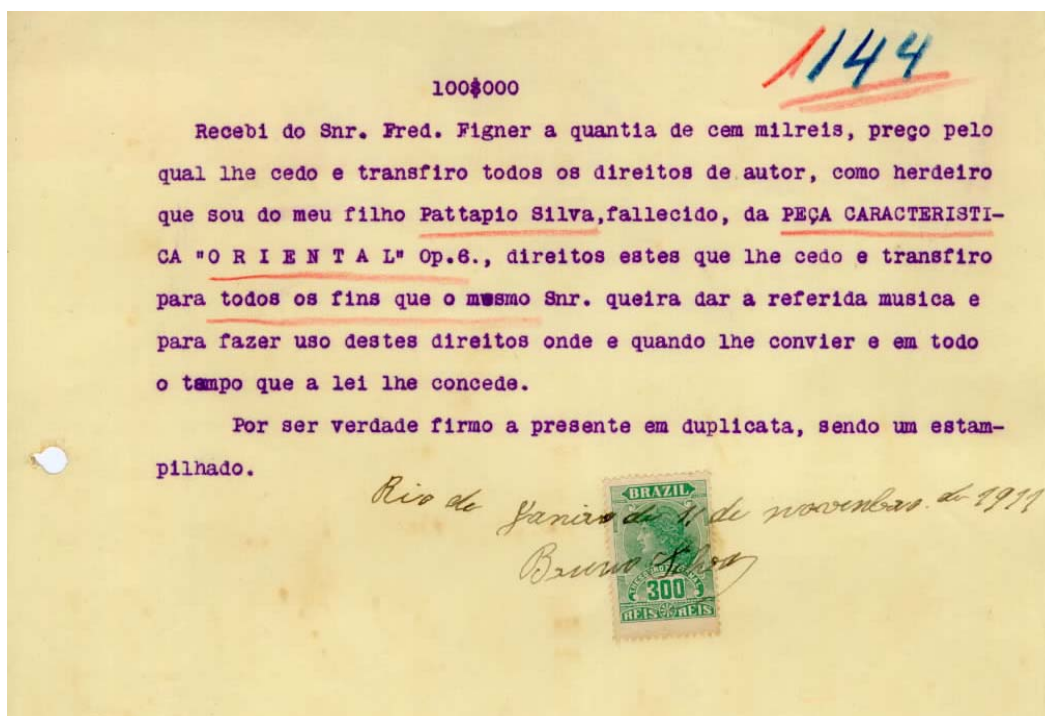 1144
100$000
Recebi do Snr. Fred. Figner a quantia de cem milreis, preço pelo
qual lhe cedo e transfiro todos os direitos de autor, como herdeiro
que sou do meu filho Pattapio Silva,fallecido, da PEÇA CARACTERISTI-
CA "O R I E N T A L" Op.6., direitos estes que lhe cedo e transfiro
para todos os fins que o mesmo Snr. queira dar a referida musica e
para fazer uso destes direitos onde e quando lhe convier e em todo
o tempo que a lei lhe concede.
Por ser verdade firmo a presente em duplicata, sendo um estam-
pilhado.
Rio de Janeiro de 11 de novembro de 1911
Bruno Silva
BRAZIL
300
REIS REIS